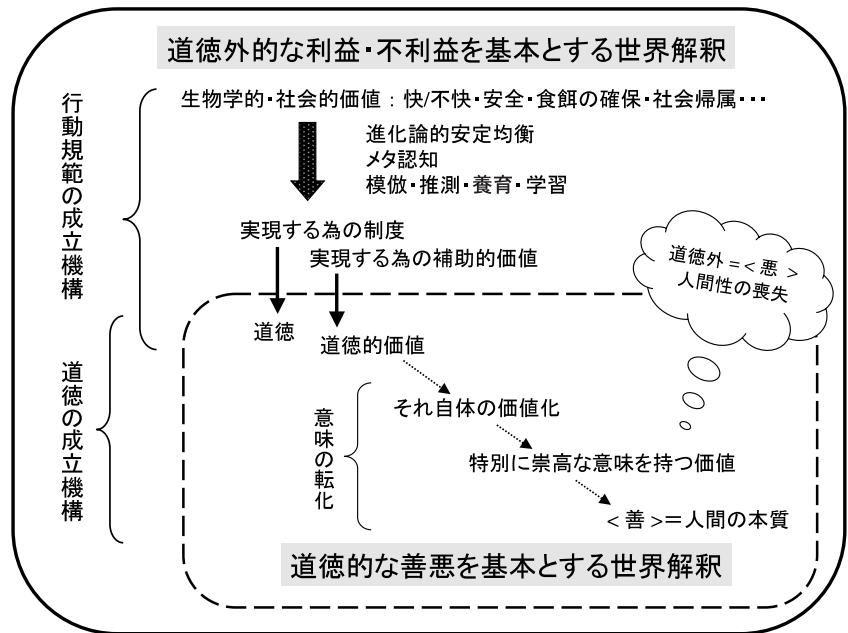 道徳外的な利益・不利益を基本とする世界解釈
行動規範の成立機構
生物学的・社会的価値：快/不快・安全・食餌の確保・社会帰属・・・
進化論的安定均衡
メタ認知
模倣・推測・養育・学習
実現する為の制度
実現する為の補助的価値
道徳外＝<悪>
人間性の喪失
道徳の成立機構
道徳
道徳的価値
意味の転化
それ自体の価値化
特別に崇高な意味を持つ価値
<善>＝人間の本質
道徳的な善悪を基本とする世界解釈